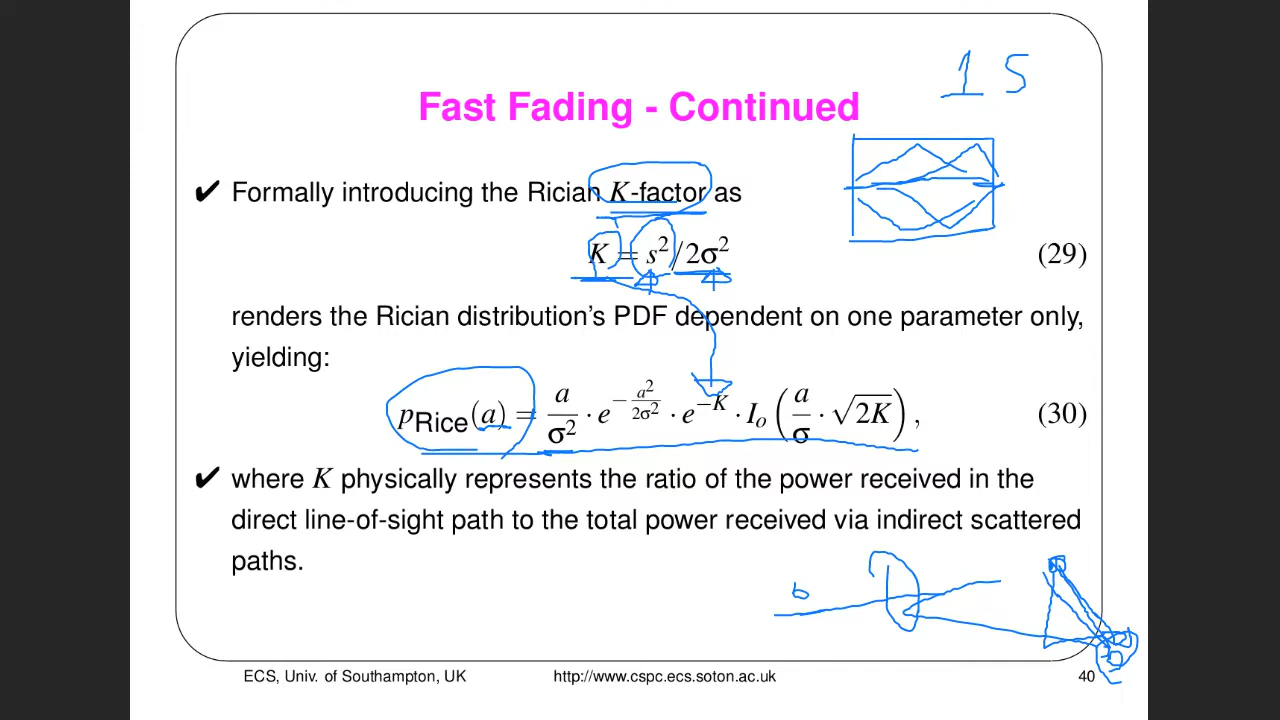 1 5
Fast Fading - Continued
✔ Formally introducing the Rician K-factor as
K = s²/2σ² (29)
renders the Rician distribution's PDF dependent on one parameter only,
yielding:
p_Rice(a) = a/σ² · e^(−a²/2σ²) · e^(−K) · I_o (a/σ · √2K) , (30)
✔ where K physically represents the ratio of the power received in the
direct line-of-sight path to the total power received via indirect scattered
paths.
ECS, Univ. of Southampton, UK http://www.cspc.ecs.soton.ac.uk 40